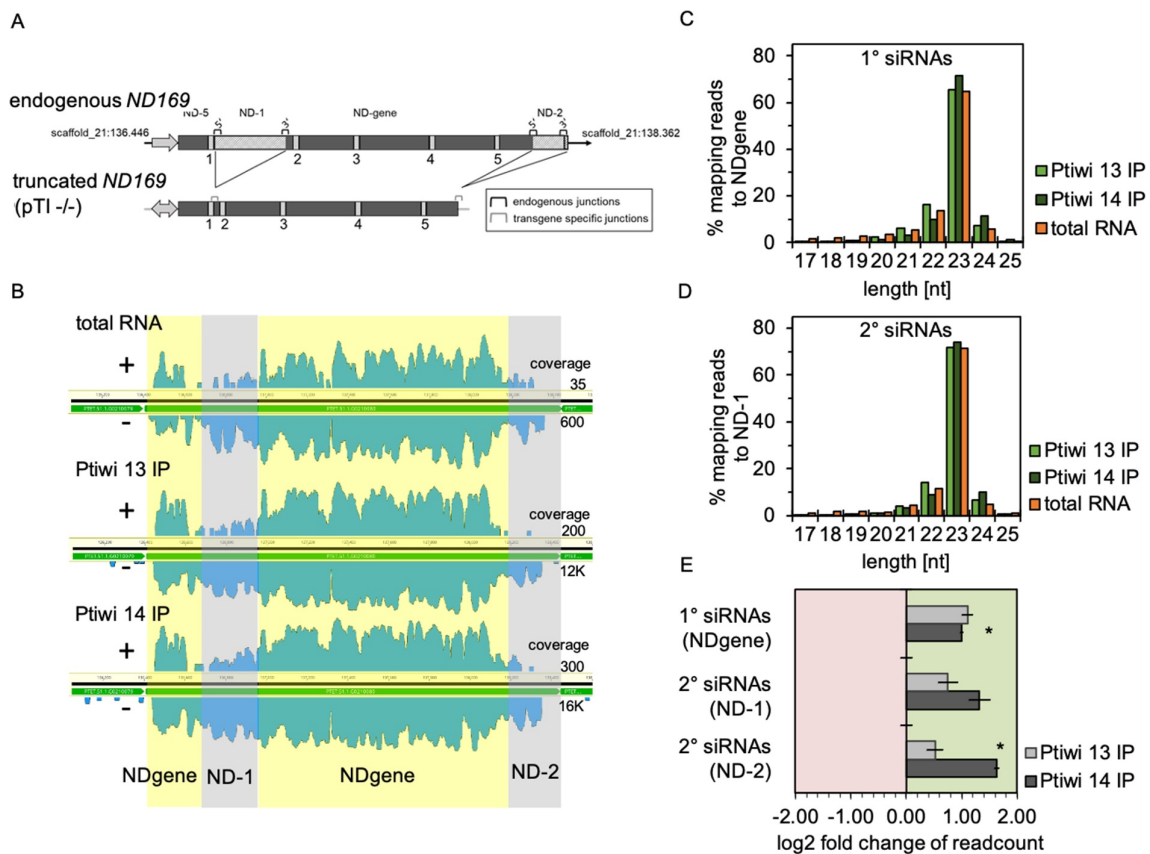 A
endogenous ND169
ND-5 ND-1 ND-gene ND-2
5' 3' 5' 3'
scaffold_21:136.446 scaffold_21:138.362
1 2 3 4 5
truncated ND169
(pTI -/-)
1 2 3 4 5
endogenous junctions
transgene specific junctions
B
total RNA
+
coverage
35
-
600
Ptiwi 13 IP
+
coverage
200
-
12K
Ptiwi 14 IP
+
coverage
300
-
16K
NDgene ND-1 NDgene ND-2
C
1° siRNAs
% mapping reads
to NDgene
80
60
40
20
0
17 18 19 20 21 22 23 24 25
length [nt]
Ptiwi 13 IP
Ptiwi 14 IP
total RNA
D
2° siRNAs
% mapping reads
to ND-1
80
60
40
20
0
17 18 19 20 21 22 23 24 25
length [nt]
Ptiwi 13 IP
Ptiwi 14 IP
total RNA
E
1° siRNAs
(NDgene)
*
2° siRNAs
(ND-1)
2° siRNAs
(ND-2)
*
Ptiwi 13 IP
Ptiwi 14 IP
-2.00 -1.00 0.00 1.00 2.00
log2 fold change of readcount